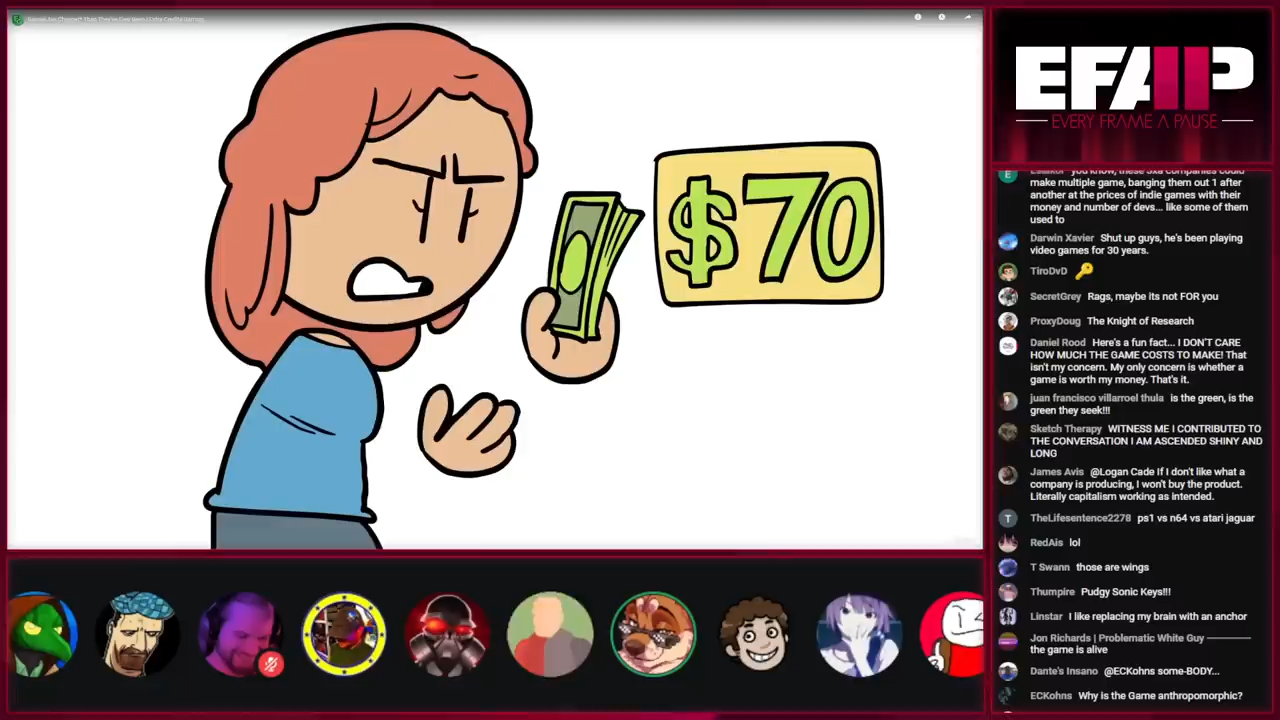 $70
EFAP
EVERY FRAME A PAUSE
make multiple game, banging them out 1 after
another at the prices of indie games with their
money and number of devs... like some of them
used to
Darwin Xavier Shut up guys, he's been playing
video games for 30 years.
TiroDvD
SecretGrey Rags, maybe its not FOR you
ProxyDoug The Knight of Research
Daniel Rood Here's a fun fact... I DON'T CARE
HOW MUCH THE GAME COSTS TO MAKE! That
isn't my concern. My only concern is whether a
game is worth my money. That's it.
juan francisco villarroel thula is the green, is the
green they seek!!!
Sketch Therapy WITNESS ME I CONTRIBUTED TO
THE CONVERSATION I AM ASCENDED SHINY AND
LONG
James Avis @Logan Cade If I don't like what a
company is producing, I won't buy the product.
Literally capitalism working as intended.
TheLifesentence2278 ps1 vs n64 vs atari jaguar
RedAis lol
T Swann those are wings
Thumpire Pudgy Sonic Keys!!!
Linstar I like replacing my brain with an anchor
Jon Richards | Problematic White Guy
the game is alive
Dante's Insano @ECKohns some-BODY...
ECKohns Why is the Game anthropomorphic?